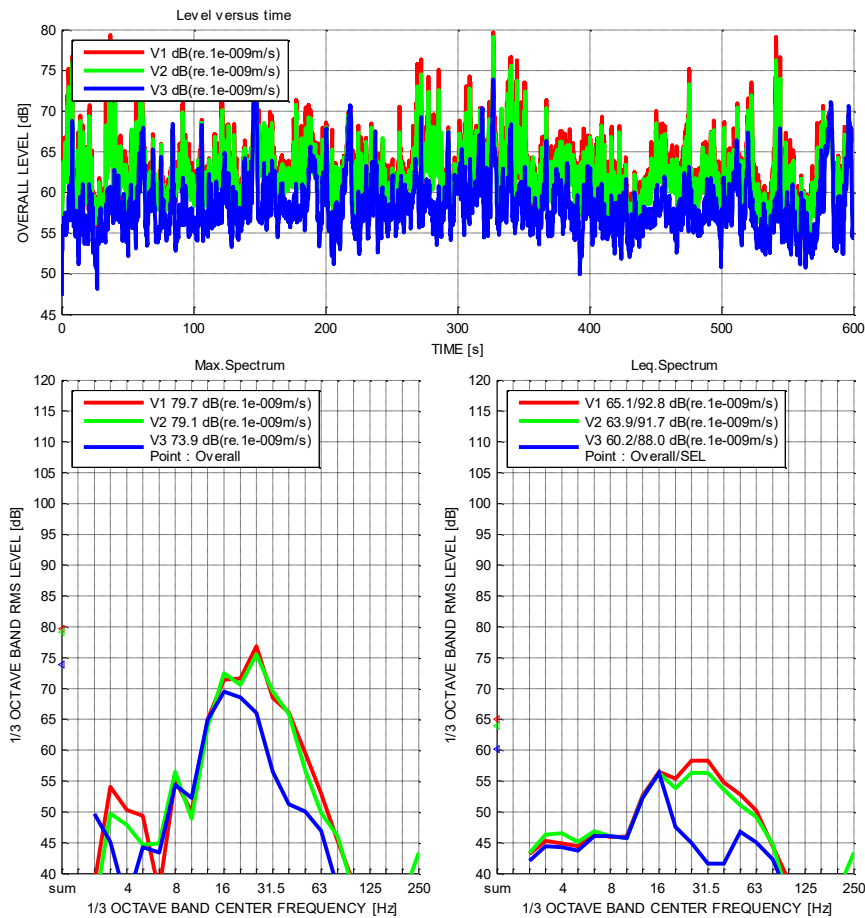 Level versus time
80
75
70
65
60
55
50
45
OVERALL LEVEL [dB]
V1 dB(re.1e-009m/s)
V2 dB(re.1e-009m/s)
V3 dB(re.1e-009m/s)
0 100 200 300 400 500 600
TIME [s]
Max.Spectrum
120
115
110
105
100
95
90
85
80
75
70
65
60
55
50
45
40
1/3 OCTAVE BAND RMS LEVEL [dB]
V1 79.7 dB(re.1e-009m/s)
V2 79.1 dB(re.1e-009m/s)
V3 73.9 dB(re.1e-009m/s)
Point : Overall
sum 4 8 16 31.5 63 125 250
1/3 OCTAVE BAND CENTER FREQUENCY [Hz]
Leq.Spectrum
120
115
110
105
100
95
90
85
80
75
70
65
60
55
50
45
40
1/3 OCTAVE BAND RMS LEVEL [dB]
V1 65.1/92.8 dB(re.1e-009m/s)
V2 63.9/91.7 dB(re.1e-009m/s)
V3 60.2/88.0 dB(re.1e-009m/s)
Point : Overall/SEL
sum 4 8 16 31.5 63 125 250
1/3 OCTAVE BAND CENTER FREQUENCY [Hz]